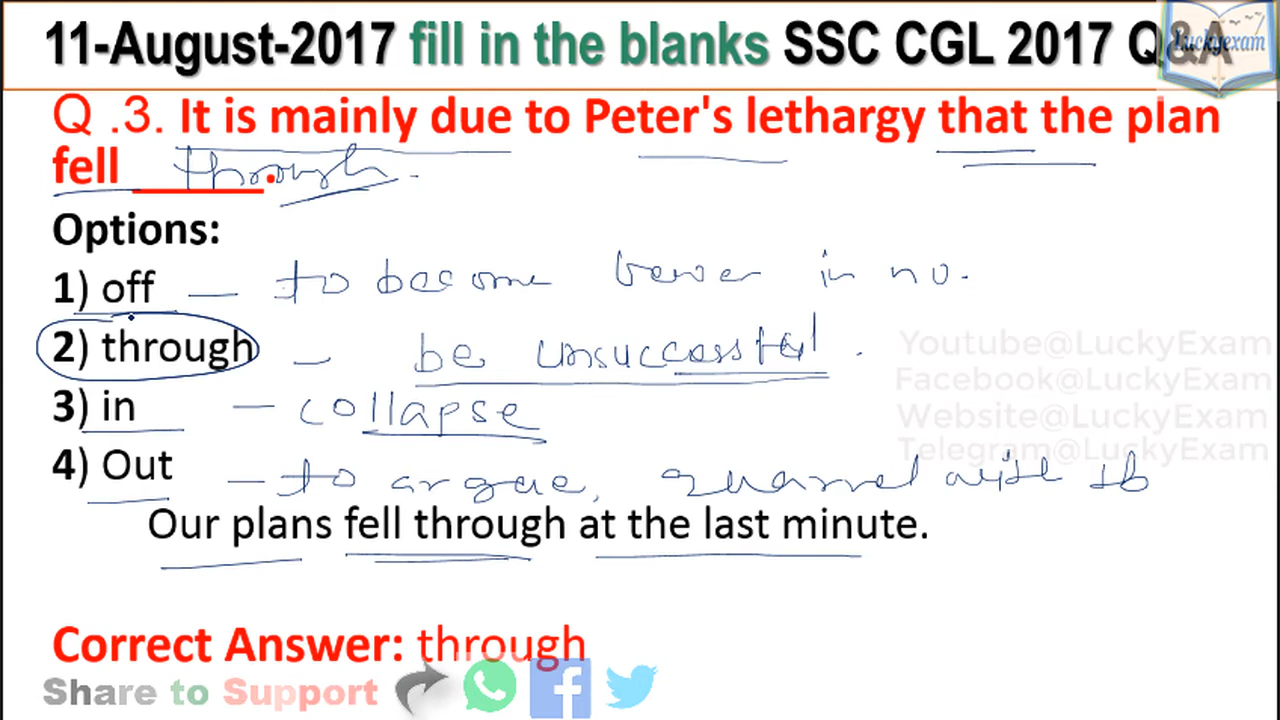 11-August-2017 fill in the blanks SSC CGL 2017 Q&A
Luckyexam
Q .3. It is mainly due to Peter's lethargy that the plan
fell through.
Options:
1) off — to become in no.
2) through — be unsuccessful.
3) in — collapse
4) Out — to argue, quarrel with sb
Our plans fell through at the last minute.
Youtube@LuckyExam
Facebook@LuckyExam
Website@LuckyExam
Telegram@LuckyExam
Correct Answer: through
Share to Support